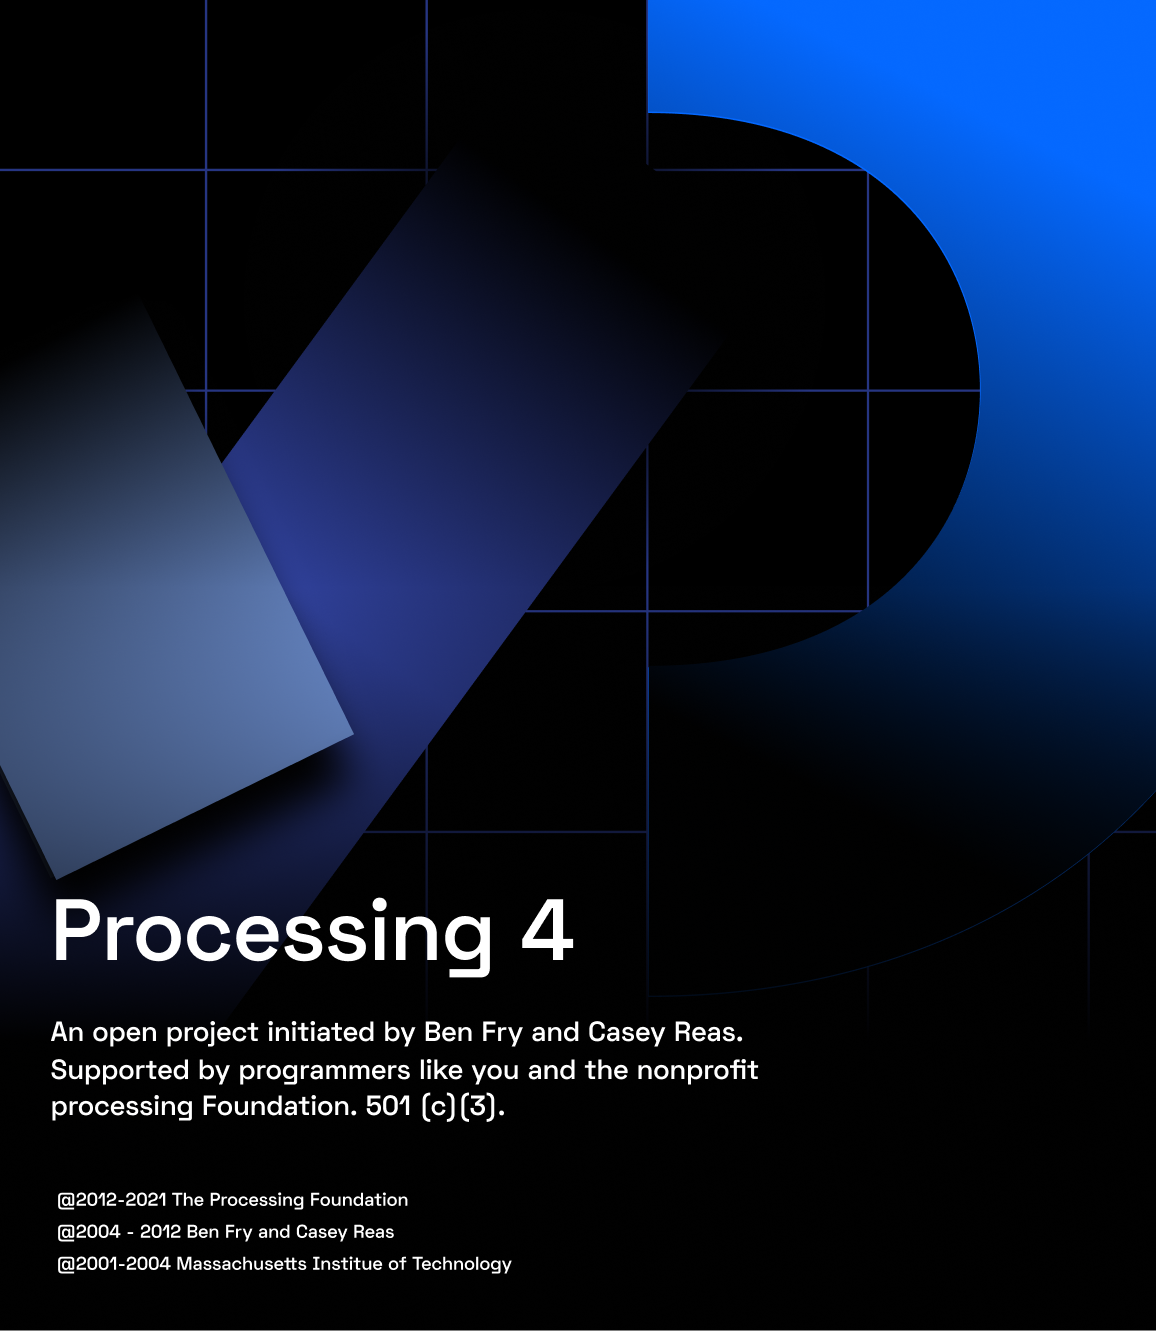 Processing 4
An open project initiated by Ben Fry and Casey Reas.
Supported by programmers like you and the nonprofit
processing Foundation. 501 (c)(3).
@2012-2021 The Processing Foundation
@2004 - 2012 Ben Fry and Casey Reas
@2001-2004 Massachusetts Institue of Technology